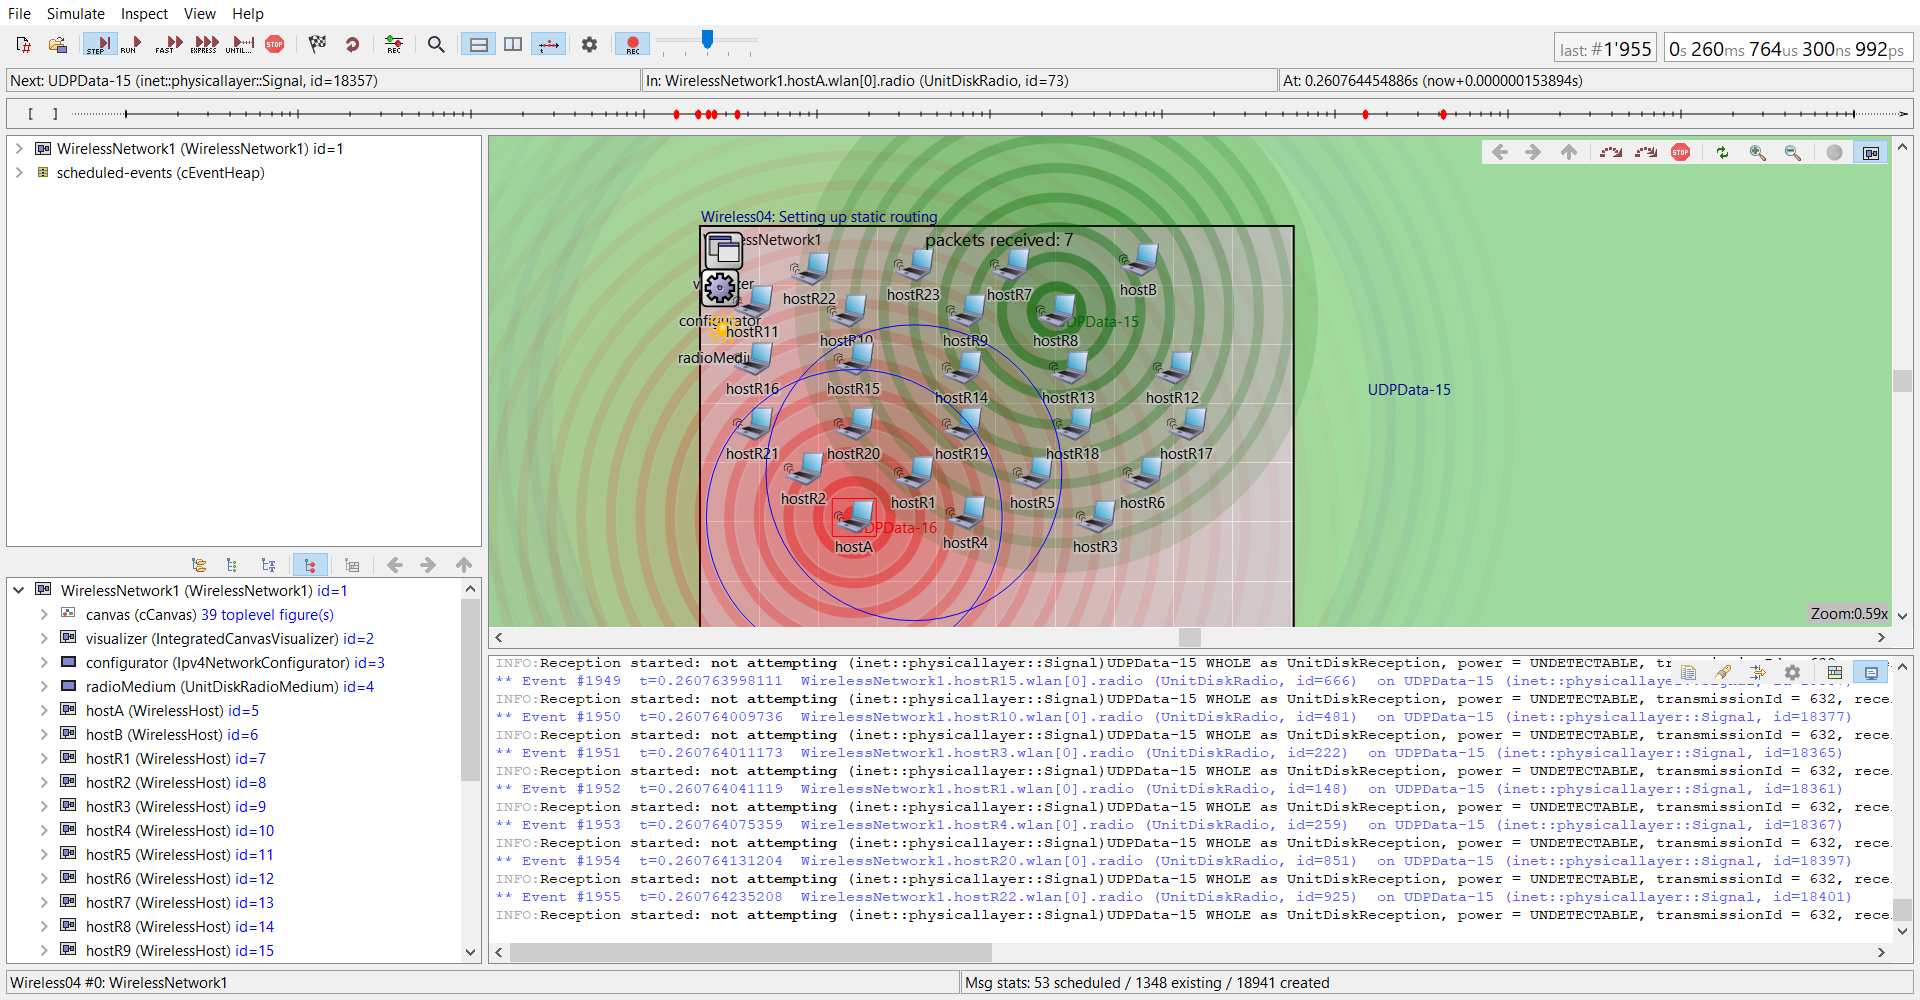 File Simulate Inspect View Help
STEP RUN FAST EXPRESS UNTIL... STOP REC REC
last: #1'955 0s 260ms 764us 300ns 992ps
Next: UDPData-15 (inet::physicallayer::Signal, id=18357) In: WirelessNetwork1.hostA.wlan[0].radio (UnitDiskRadio, id=73) At: 0.260764454886s (now+0.000000153894s)
[ ]
WirelessNetwork1 (WirelessNetwork1) id=1
scheduled-events (cEventHeap)
WirelessNetwork1 (WirelessNetwork1) id=1
canvas (cCanvas) 39 toplevel figure(s)
visualizer (IntegratedCanvasVisualizer) id=2
configurator (Ipv4NetworkConfigurator) id=3
radioMedium (UnitDiskRadioMedium) id=4
hostA (WirelessHost) id=5
hostB (WirelessHost) id=6
hostR1 (WirelessHost) id=7
hostR2 (WirelessHost) id=8
hostR3 (WirelessHost) id=9
hostR4 (WirelessHost) id=10
hostR5 (WirelessHost) id=11
hostR6 (WirelessHost) id=12
hostR7 (WirelessHost) id=13
hostR8 (WirelessHost) id=14
hostR9 (WirelessHost) id=15
STOP
Wireless04: Setting up static routing
packets received: 7
hostR22 hostR23 hostR7 hostB
configurator
hostR11 hostR10 hostR9 hostR8 UDPData-15
hostR16 hostR15 hostR14 hostR13 hostR12
UDPData-15
hostR21 hostR20 hostR19 hostR18 hostR17
hostR2 hostR1 hostR5 hostR6
UDPData-16
hostA hostR4 hostR3
Zoom:0.59x
INFO:Reception started: not attempting (inet::physicallayer::Signal)UDPData-15 WHOLE as UnitDiskReception, power = UNDETECTABLE,
** Event #1949 t=0.260763998111 WirelessNetwork1.hostR15.wlan[0].radio (UnitDiskRadio, id=666) on UDPData-15 (inet::physicallayer::Signal,
INFO:Reception started: not attempting (inet::physicallayer::Signal)UDPData-15 WHOLE as UnitDiskReception, power = UNDETECTABLE, transmissionId = 632, rece
** Event #1950 t=0.260764009736 WirelessNetwork1.hostR10.wlan[0].radio (UnitDiskRadio, id=481) on UDPData-15 (inet::physicallayer::Signal, id=18377)
INFO:Reception started: not attempting (inet::physicallayer::Signal)UDPData-15 WHOLE as UnitDiskReception, power = UNDETECTABLE, transmissionId = 632, rece
** Event #1951 t=0.260764011173 WirelessNetwork1.hostR3.wlan[0].radio (UnitDiskRadio, id=222) on UDPData-15 (inet::physicallayer::Signal, id=18365)
INFO:Reception started: not attempting (inet::physicallayer::Signal)UDPData-15 WHOLE as UnitDiskReception, power = UNDETECTABLE, transmissionId = 632, rece
** Event #1952 t=0.260764041119 WirelessNetwork1.hostR1.wlan[0].radio (UnitDiskRadio, id=148) on UDPData-15 (inet::physicallayer::Signal, id=18361)
INFO:Reception started: not attempting (inet::physicallayer::Signal)UDPData-15 WHOLE as UnitDiskReception, power = UNDETECTABLE, transmissionId = 632, rece
** Event #1953 t=0.260764075359 WirelessNetwork1.hostR4.wlan[0].radio (UnitDiskRadio, id=259) on UDPData-15 (inet::physicallayer::Signal, id=18367)
INFO:Reception started: not attempting (inet::physicallayer::Signal)UDPData-15 WHOLE as UnitDiskReception, power = UNDETECTABLE, transmissionId = 632, rece
** Event #1954 t=0.260764131204 WirelessNetwork1.hostR20.wlan[0].radio (UnitDiskRadio, id=851) on UDPData-15 (inet::physicallayer::Signal, id=18397)
INFO:Reception started: not attempting (inet::physicallayer::Signal)UDPData-15 WHOLE as UnitDiskReception, power = UNDETECTABLE, transmissionId = 632, rece
** Event #1955 t=0.260764235208 WirelessNetwork1.hostR22.wlan[0].radio (UnitDiskRadio, id=925) on UDPData-15 (inet::physicallayer::Signal, id=18401)
INFO:Reception started: not attempting (inet::physicallayer::Signal)UDPData-15 WHOLE as UnitDiskReception, power = UNDETECTABLE, transmissionId = 632, rece
Wireless04 #0: WirelessNetwork1 Msg stats: 53 scheduled / 1348 existing / 18941 created